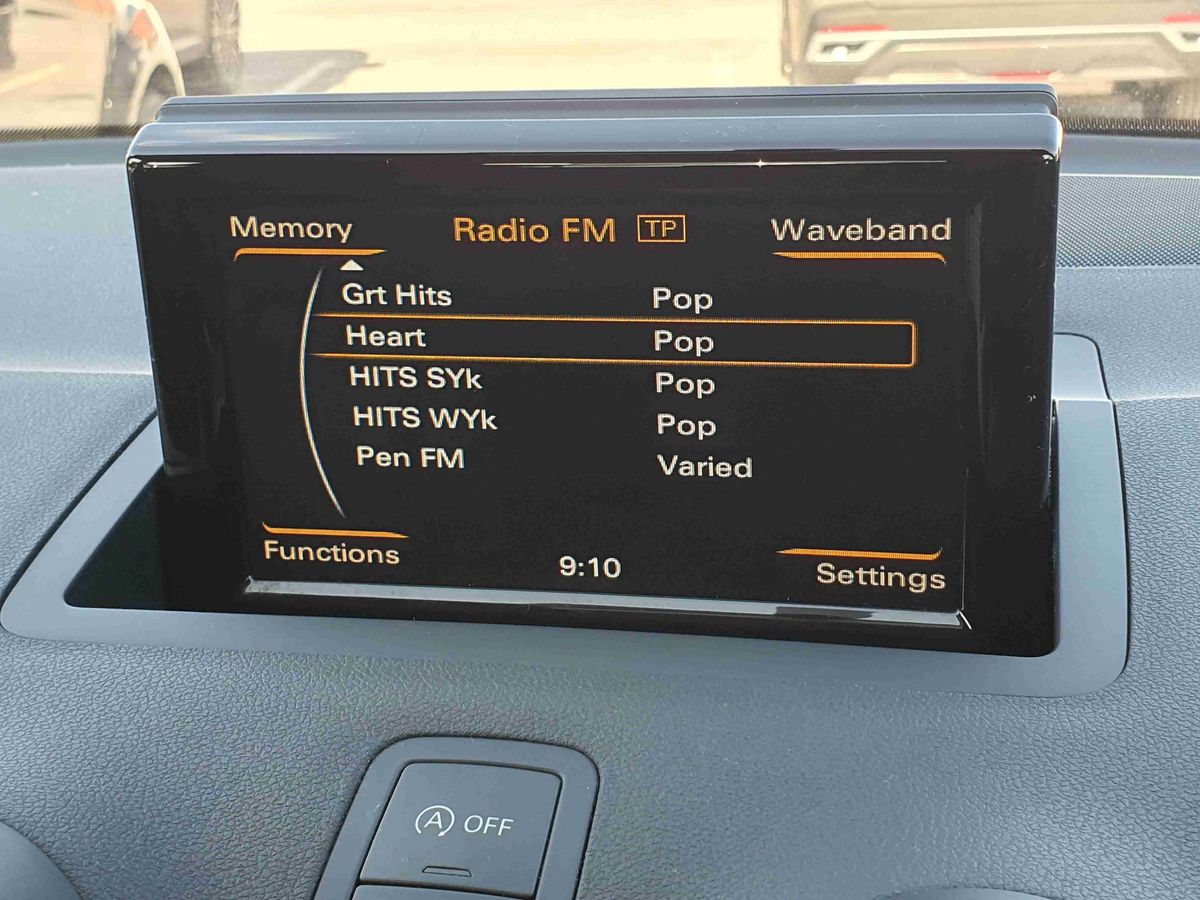 Memory Radio FM TP Waveband
Grt Hits Pop
Heart Pop
HITS SYk Pop
HITS WYk Pop
Pen FM Varied
Functions 9:10 Settings
A OFF